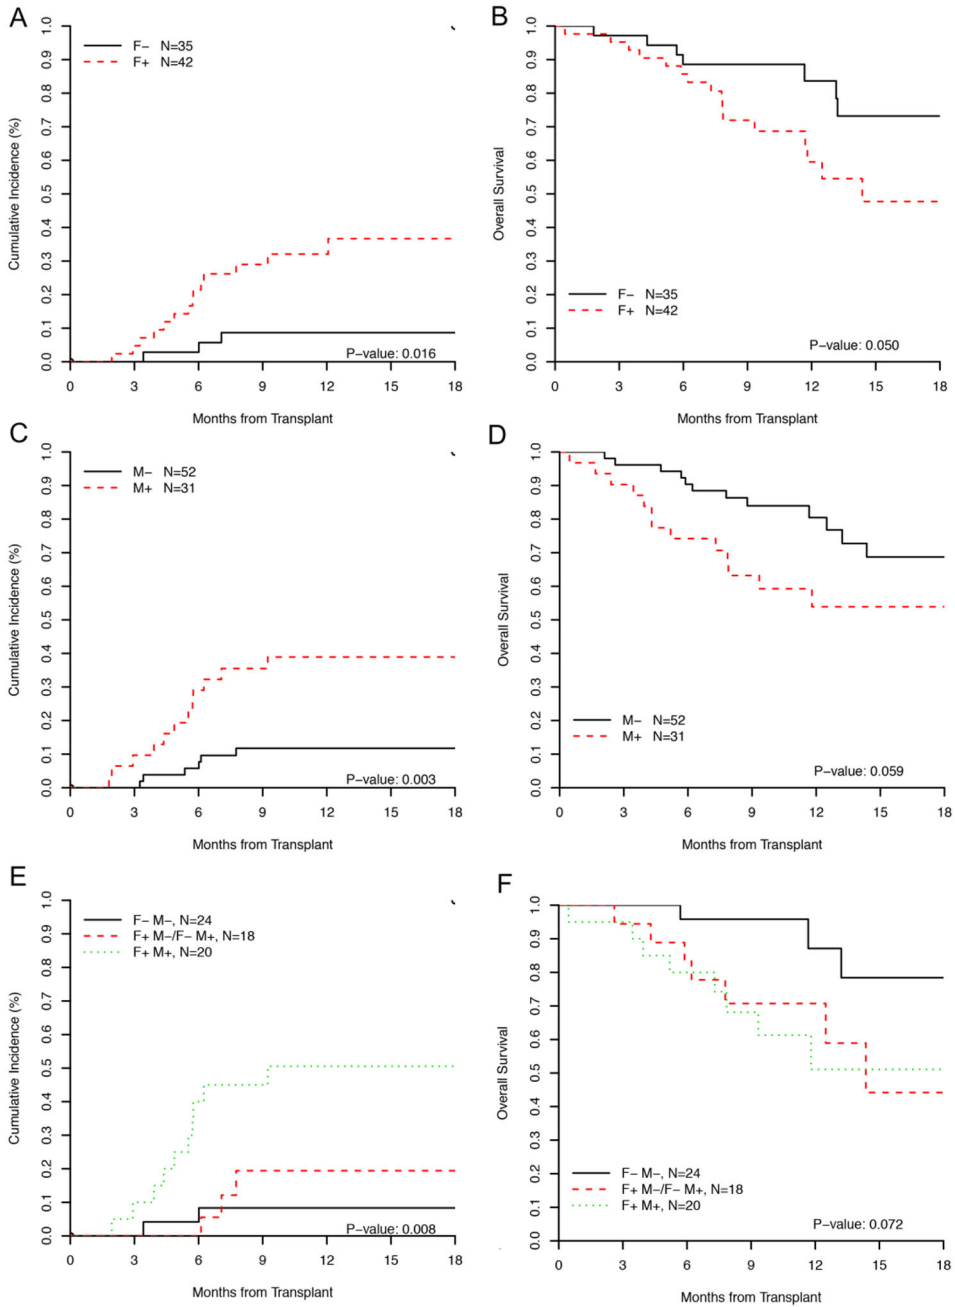 A
Cumulative Incidence (%)
1.0
0.9
0.8
0.7
0.6
0.5
0.4
0.3
0.2
0.1
0.0
F− N=35
F+ N=42
P−value: 0.016
0 3 6 9 12 15 18
Months from Transplant
B
Overall Survival
1.0
0.9
0.8
0.7
0.6
0.5
0.4
0.3
0.2
0.1
0.0
F− N=35
F+ N=42
P−value: 0.050
0 3 6 9 12 15 18
Months from Transplant
C
Cumulative Incidence (%)
1.0
0.9
0.8
0.7
0.6
0.5
0.4
0.3
0.2
0.1
0.0
M− N=52
M+ N=31
P−value: 0.003
0 3 6 9 12 15 18
Months from Transplant
D
Overall Survival
1.0
0.9
0.8
0.7
0.6
0.5
0.4
0.3
0.2
0.1
0.0
M− N=52
M+ N=31
P−value: 0.059
0 3 6 9 12 15 18
Months from Transplant
E
Cumulative Incidence (%)
1.0
0.9
0.8
0.7
0.6
0.5
0.4
0.3
0.2
0.1
0.0
F− M−, N=24
F+ M−/F− M+, N=18
F+ M+, N=20
P−value: 0.008
0 3 6 9 12 15 18
Months from Transplant
F
Overall Survival
1.0
0.9
0.8
0.7
0.6
0.5
0.4
0.3
0.2
0.1
0.0
F− M−, N=24
F+ M−/F− M+, N=18
F+ M+, N=20
P−value: 0.072
0 3 6 9 12 15 18
Months from Transplant